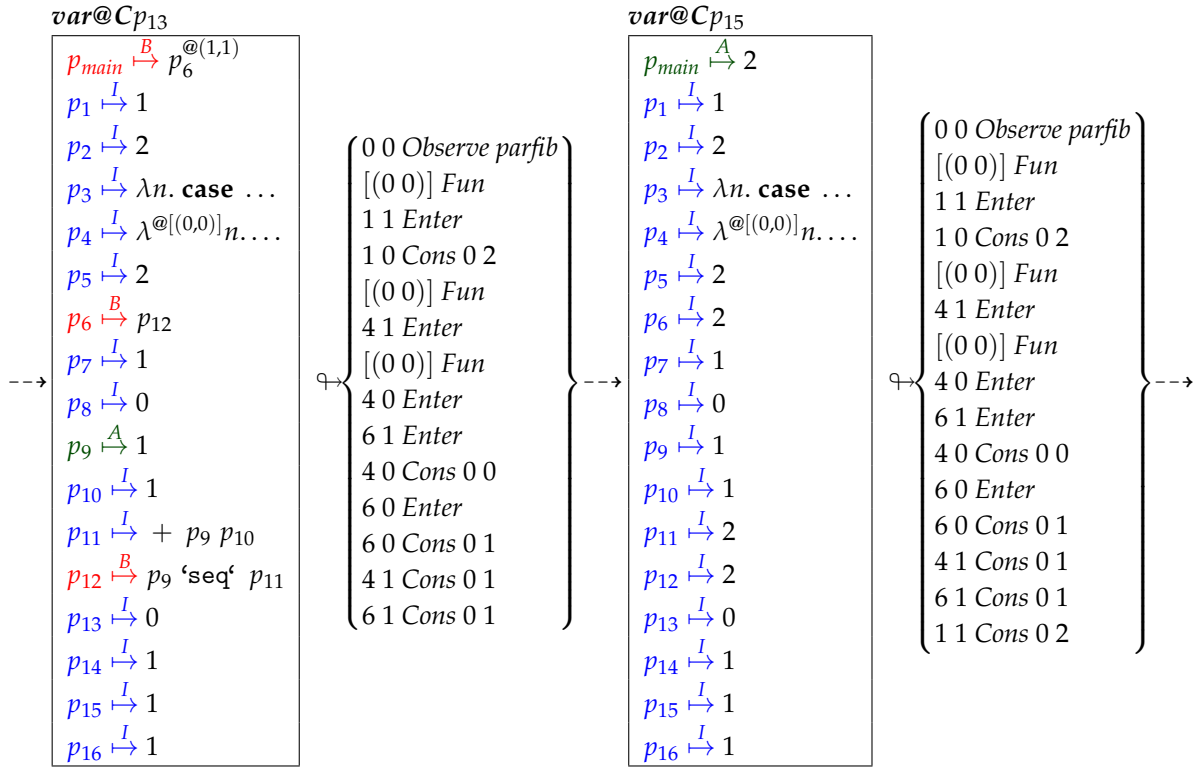 var@Cp₁₃
p_main ↦^B p₆^@(1,1)
p₁ ↦^I 1
p₂ ↦^I 2
p₃ ↦^I λn. case …
p₄ ↦^I λ^@[(0,0)]n.…
p₅ ↦^I 2
p₆ ↦^B p₁₂
p₇ ↦^I 1
p₈ ↦^I 0
p₉ ↦^A 1
p₁₀ ↦^I 1
p₁₁ ↦^I + p₉ p₁₀
p₁₂ ↦^B p₉ ‘seq‘ p₁₁
p₁₃ ↦^I 0
p₁₄ ↦^I 1
p₁₅ ↦^I 1
p₁₆ ↦^I 1
0 0 Observe parfib
[(0 0)] Fun
1 1 Enter
1 0 Cons 0 2
[(0 0)] Fun
4 1 Enter
[(0 0)] Fun
4 0 Enter
6 1 Enter
4 0 Cons 0 0
6 0 Enter
6 0 Cons 0 1
4 1 Cons 0 1
6 1 Cons 0 1
var@Cp₁₅
p_main ↦^A 2
p₁ ↦^I 1
p₂ ↦^I 2
p₃ ↦^I λn. case …
p₄ ↦^I λ^@[(0,0)]n.…
p₅ ↦^I 2
p₆ ↦^I 2
p₇ ↦^I 1
p₈ ↦^I 0
p₉ ↦^I 1
p₁₀ ↦^I 1
p₁₁ ↦^I 2
p₁₂ ↦^I 2
p₁₃ ↦^I 0
p₁₄ ↦^I 1
p₁₅ ↦^I 1
p₁₆ ↦^I 1
0 0 Observe parfib
[(0 0)] Fun
1 1 Enter
1 0 Cons 0 2
[(0 0)] Fun
4 1 Enter
[(0 0)] Fun
4 0 Enter
6 1 Enter
4 0 Cons 0 0
6 0 Enter
6 0 Cons 0 1
4 1 Cons 0 1
6 1 Cons 0 1
1 1 Cons 0 2